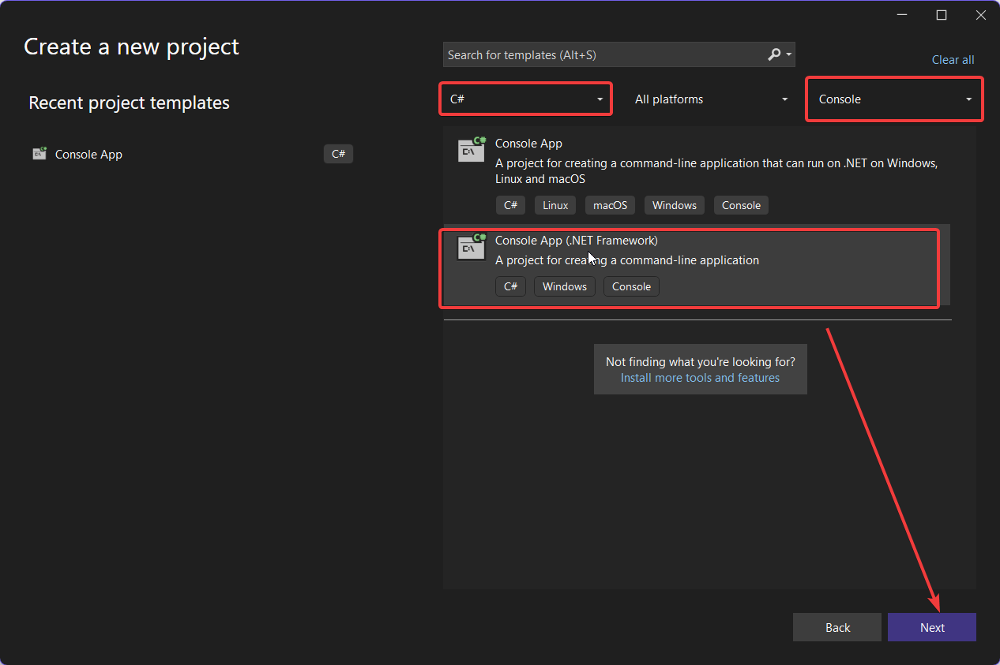 Create a new project
Search for templates (Alt+S)
Clear all
Recent project templates
C#
All platforms
Console
Console App
C#
C#
Console App
A project for creating a command-line application that can run on .NET on Windows,
Linux and macOS
C# Linux macOS Windows Console
C#
Console App (.NET Framework)
A project for creating a command-line application
C# Windows Console
Not finding what you're looking for?
Install more tools and features
Back
Next